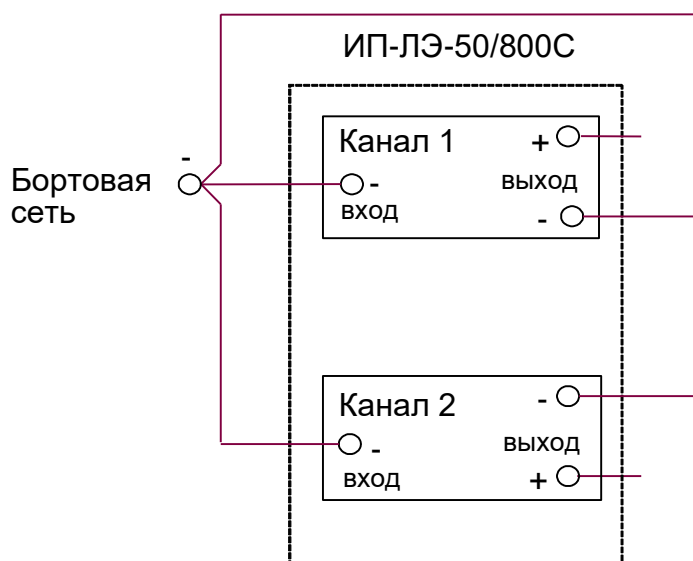 ИП-ЛЭ-50/800С
Канал 1
+
-
Бортовая
сеть
-
вход
выход
-
Канал 2
-
-
вход
выход
+